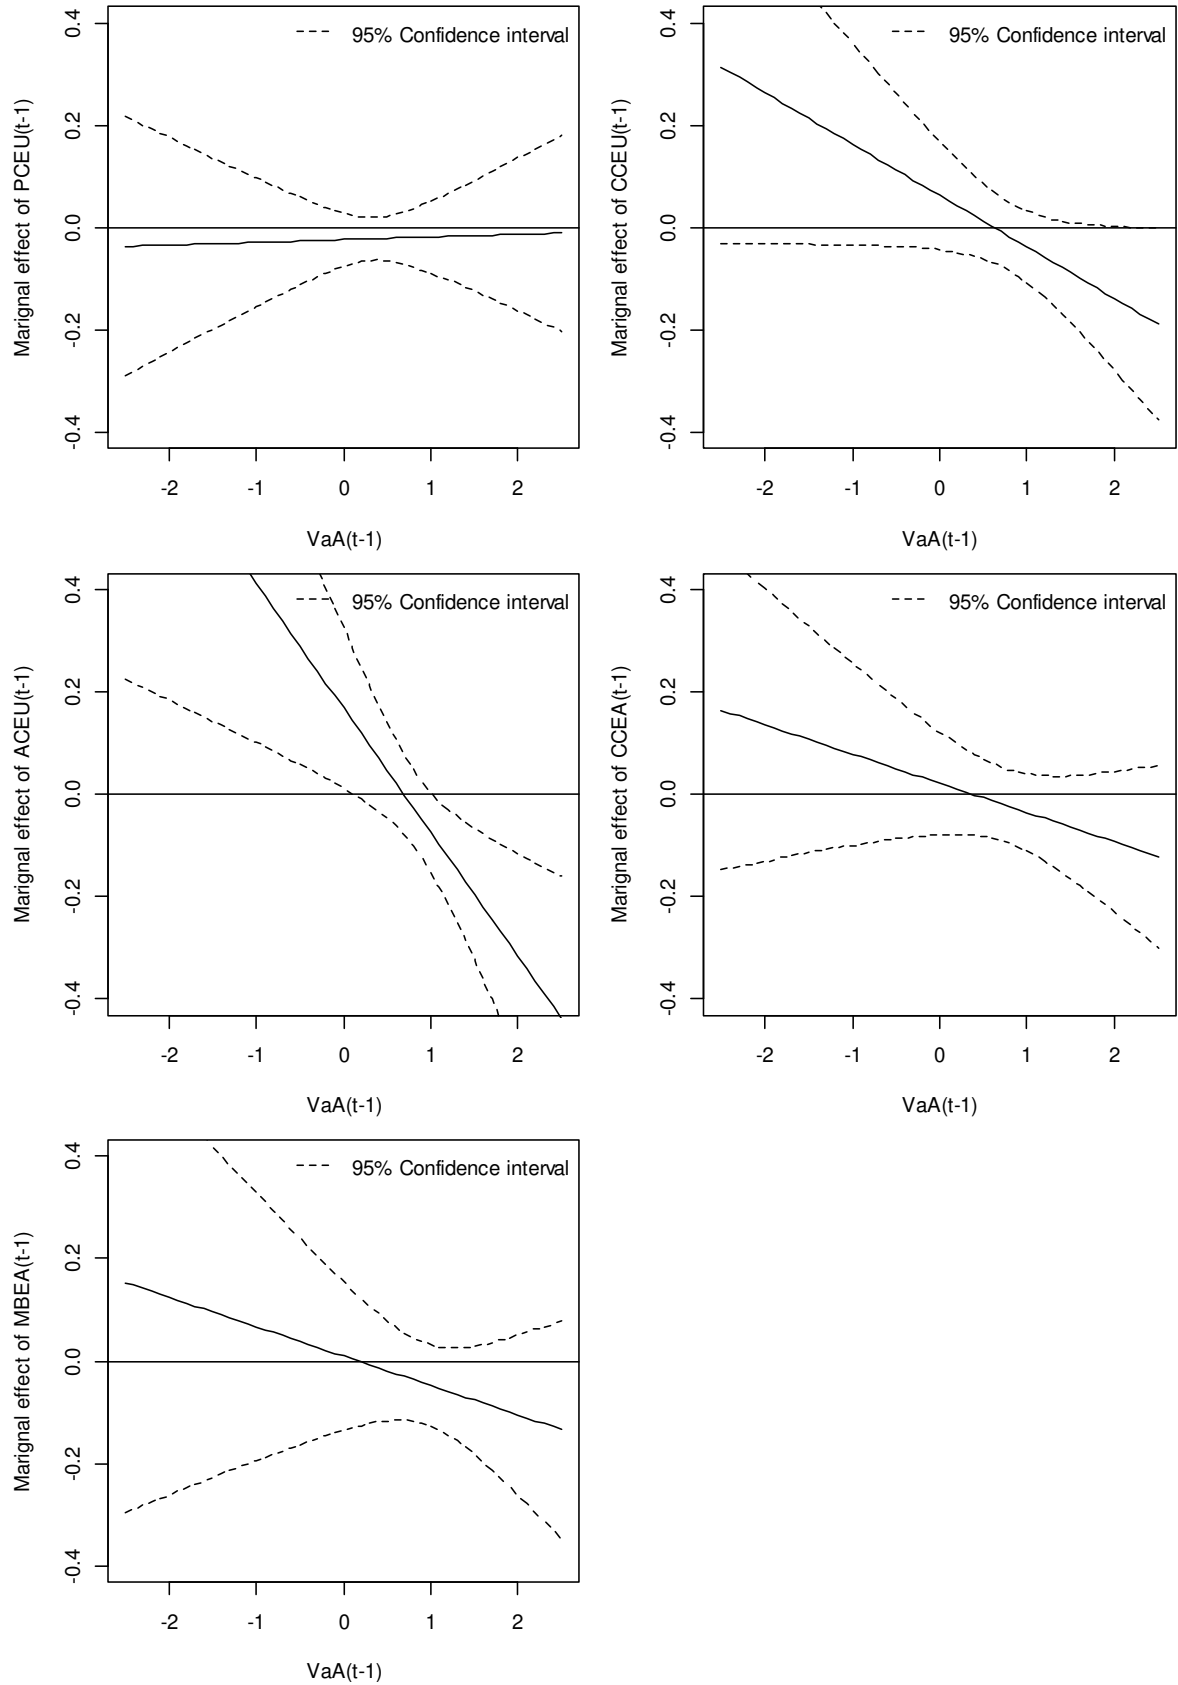 95% Confidence interval
Marignal effect of PCEU(t-1)
0.4
0.2
0.0
-0.2
-0.4
-2 -1 0 1 2
VaA(t-1)
95% Confidence interval
Marignal effect of CCEU(t-1)
0.4
0.2
0.0
-0.2
-0.4
-2 -1 0 1 2
VaA(t-1)
95% Confidence interval
Marignal effect of ACEU(t-1)
0.4
0.2
0.0
-0.2
-0.4
-2 -1 0 1 2
VaA(t-1)
95% Confidence interval
Marignal effect of CCEA(t-1)
0.4
0.2
0.0
-0.2
-0.4
-2 -1 0 1 2
VaA(t-1)
95% Confidence interval
Marignal effect of MBEA(t-1)
0.4
0.2
0.0
-0.2
-0.4
-2 -1 0 1 2
VaA(t-1)